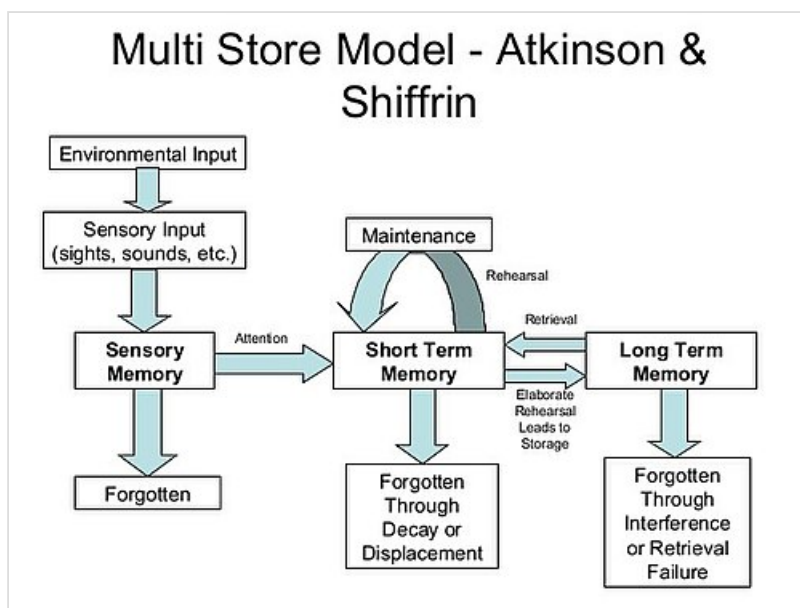 Multi Store Model - Atkinson &
Shiffrin
Environmental Input
Sensory Input
(sights, sounds, etc.)
Maintenance
Rehearsal
Attention
Retrieval
Sensory
Memory
Short Term
Memory
Long Term
Memory
Elaborate
Rehearsal
Leads to
Storage
Forgotten
Forgotten
Through
Decay or
Displacement
Forgotten
Through
Interference
or Retrieval
Failure